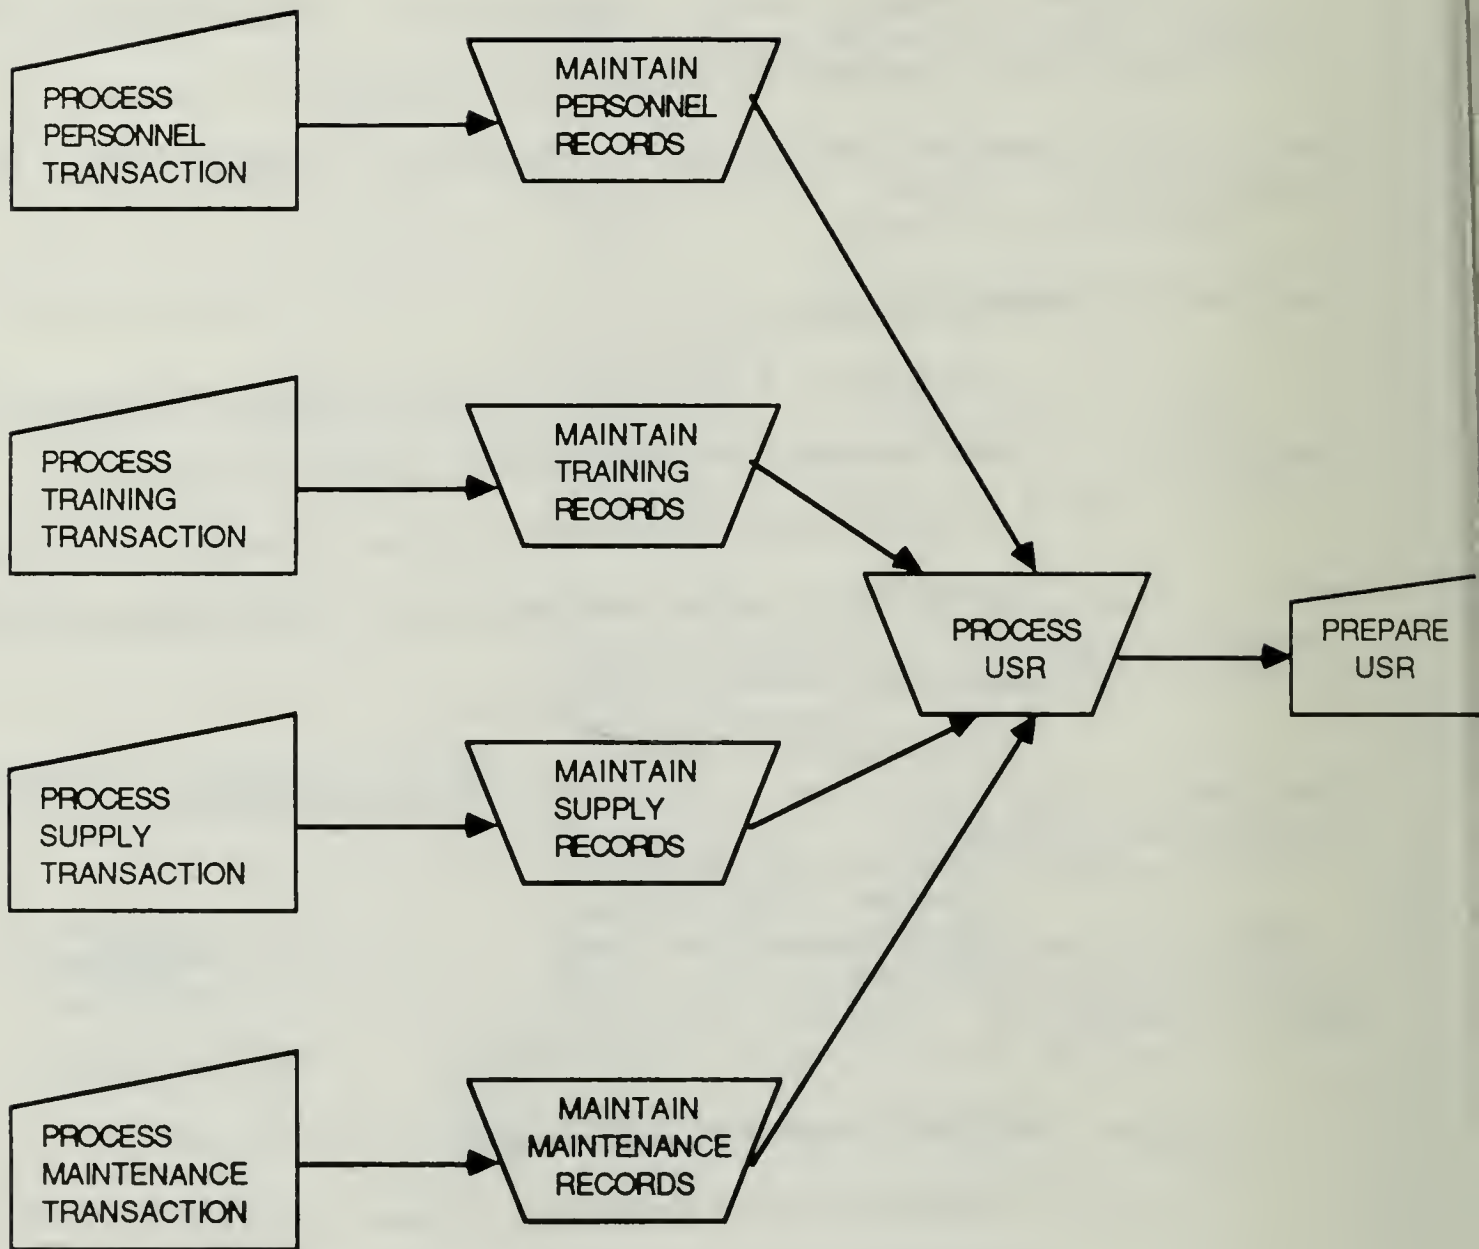 PROCESS
PERSONNEL
TRANSACTION
MAINTAIN
PERSONNEL
RECORDS
PROCESS
TRAINING
TRANSACTION
MAINTAIN
TRAINING
RECORDS
PROCESS
USR
PREPARE
USR
PROCESS
SUPPLY
TRANSACTION
MAINTAIN
SUPPLY
RECORDS
PROCESS
MAINTENANCE
TRANSACTION
MAINTAIN
MAINTENANCE
RECORDS